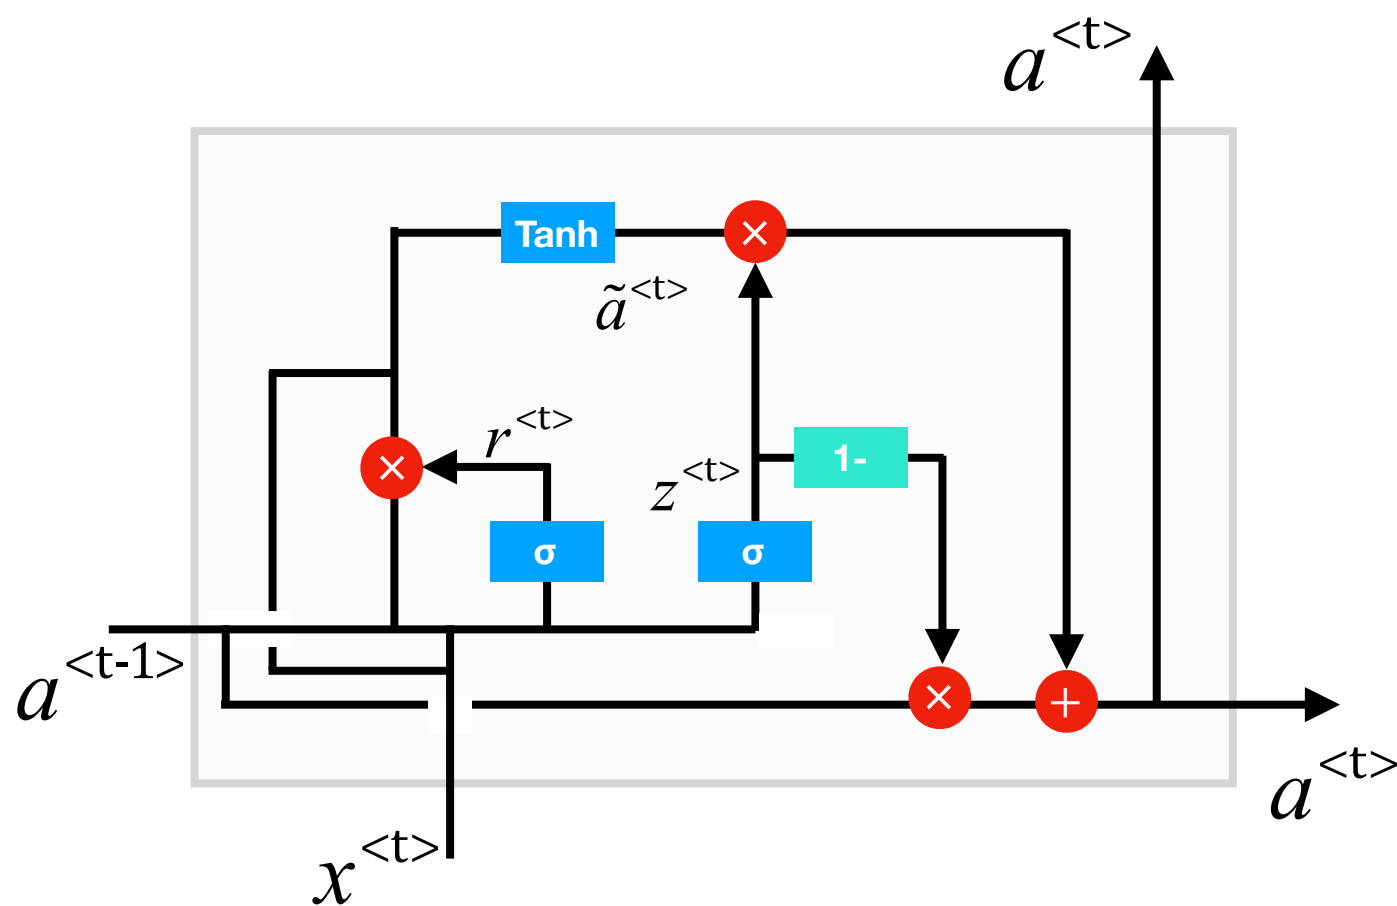 a<t>
Tanh
×
ã<t>
r<t>
×
z<t>
1-
σ
σ
a<t-1>
×
+
a<t>
x<t>